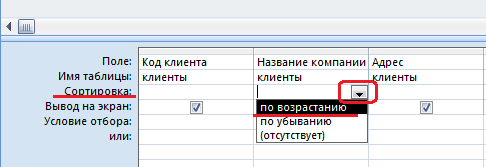 Поле: Код клиента Название компании Адрес
Имя таблицы: клиенты клиенты клиенты
Сортировка:
Вывод на экран: по возрастанию
Условие отбора: по убыванию
или: (отсутствует)